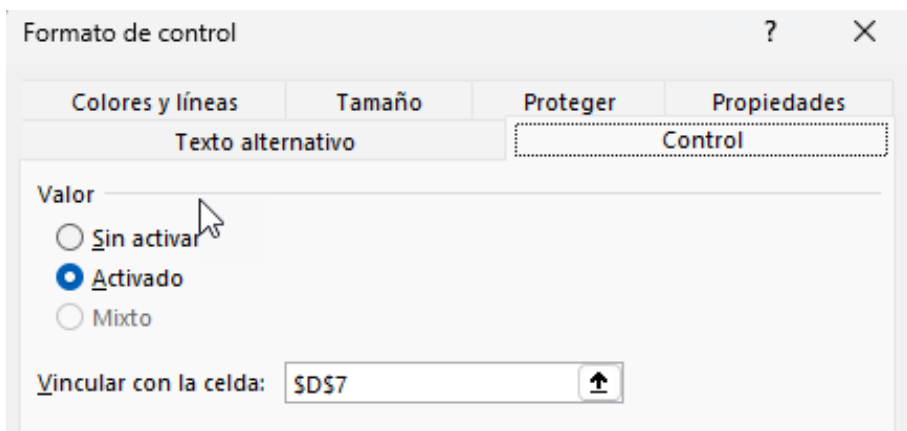 Formato de control ?
Colores y líneas Tamaño Proteger Propiedades
Texto alternativo Control
Valor
Sin activar
Activado
Mixto
Vincular con la celda: $D$7